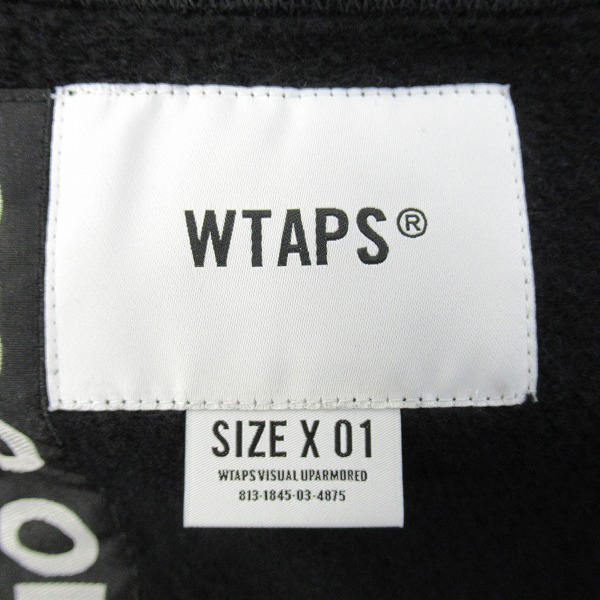 WTAPS®
SIZE X 01
WTAPS VISUAL UPARMORED
813-1845-03-4875